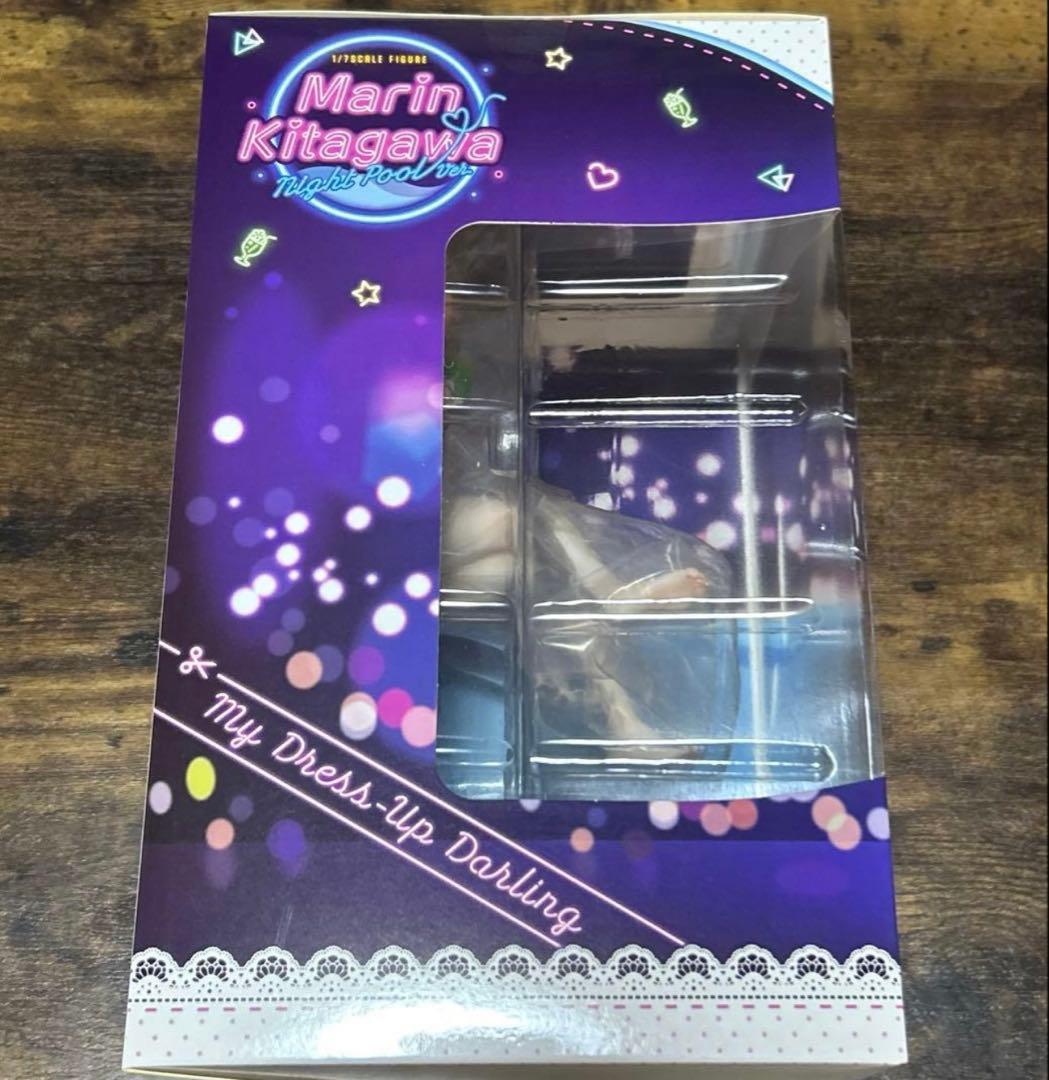 1/7SCALE FIGURE
Marin
Kitagawa
Night Pool Ver.
My Dress-Up Darling